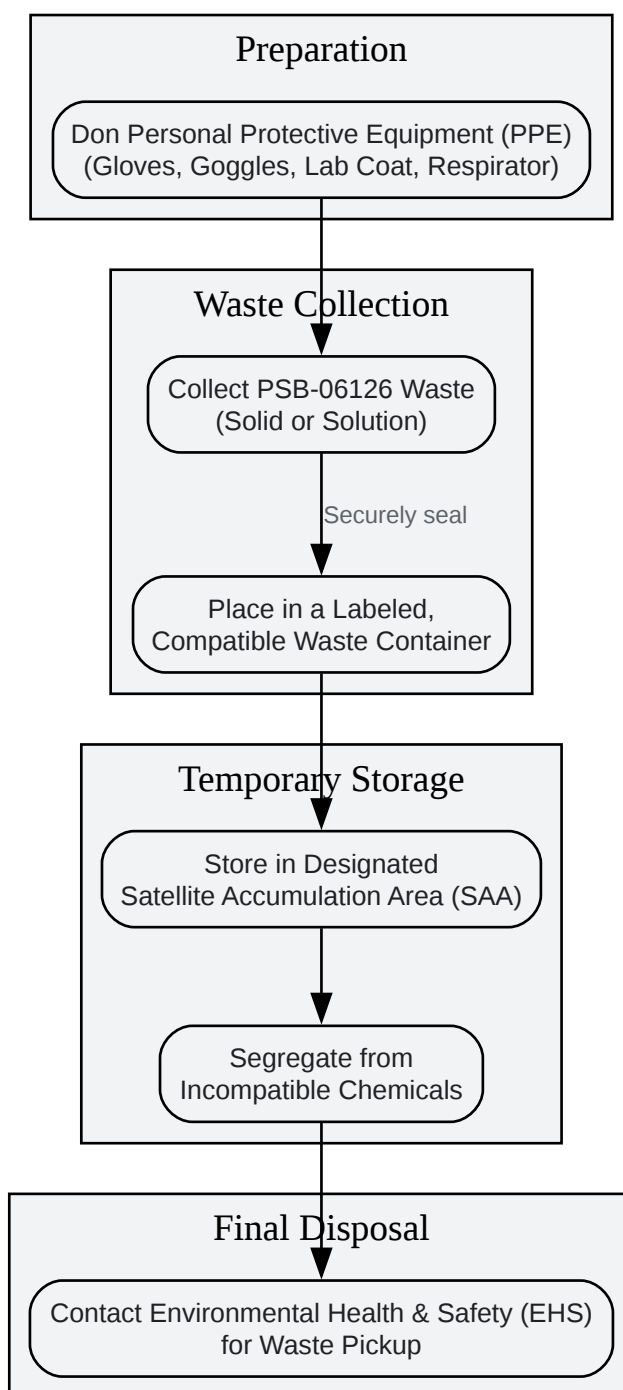 Preparation
Don Personal Protective Equipment (PPE)
(Gloves, Goggles, Lab Coat, Respirator)
Waste Collection
Collect PSB-06126 Waste
(Solid or Solution)
Securely seal
Place in a Labeled,
Compatible Waste Container
Temporary Storage
Store in Designated
Satellite Accumulation Area (SAA)
Segregate from
Incompatible Chemicals
Final Disposal
Contact Environmental Health & Safety (EHS)
for Waste Pickup